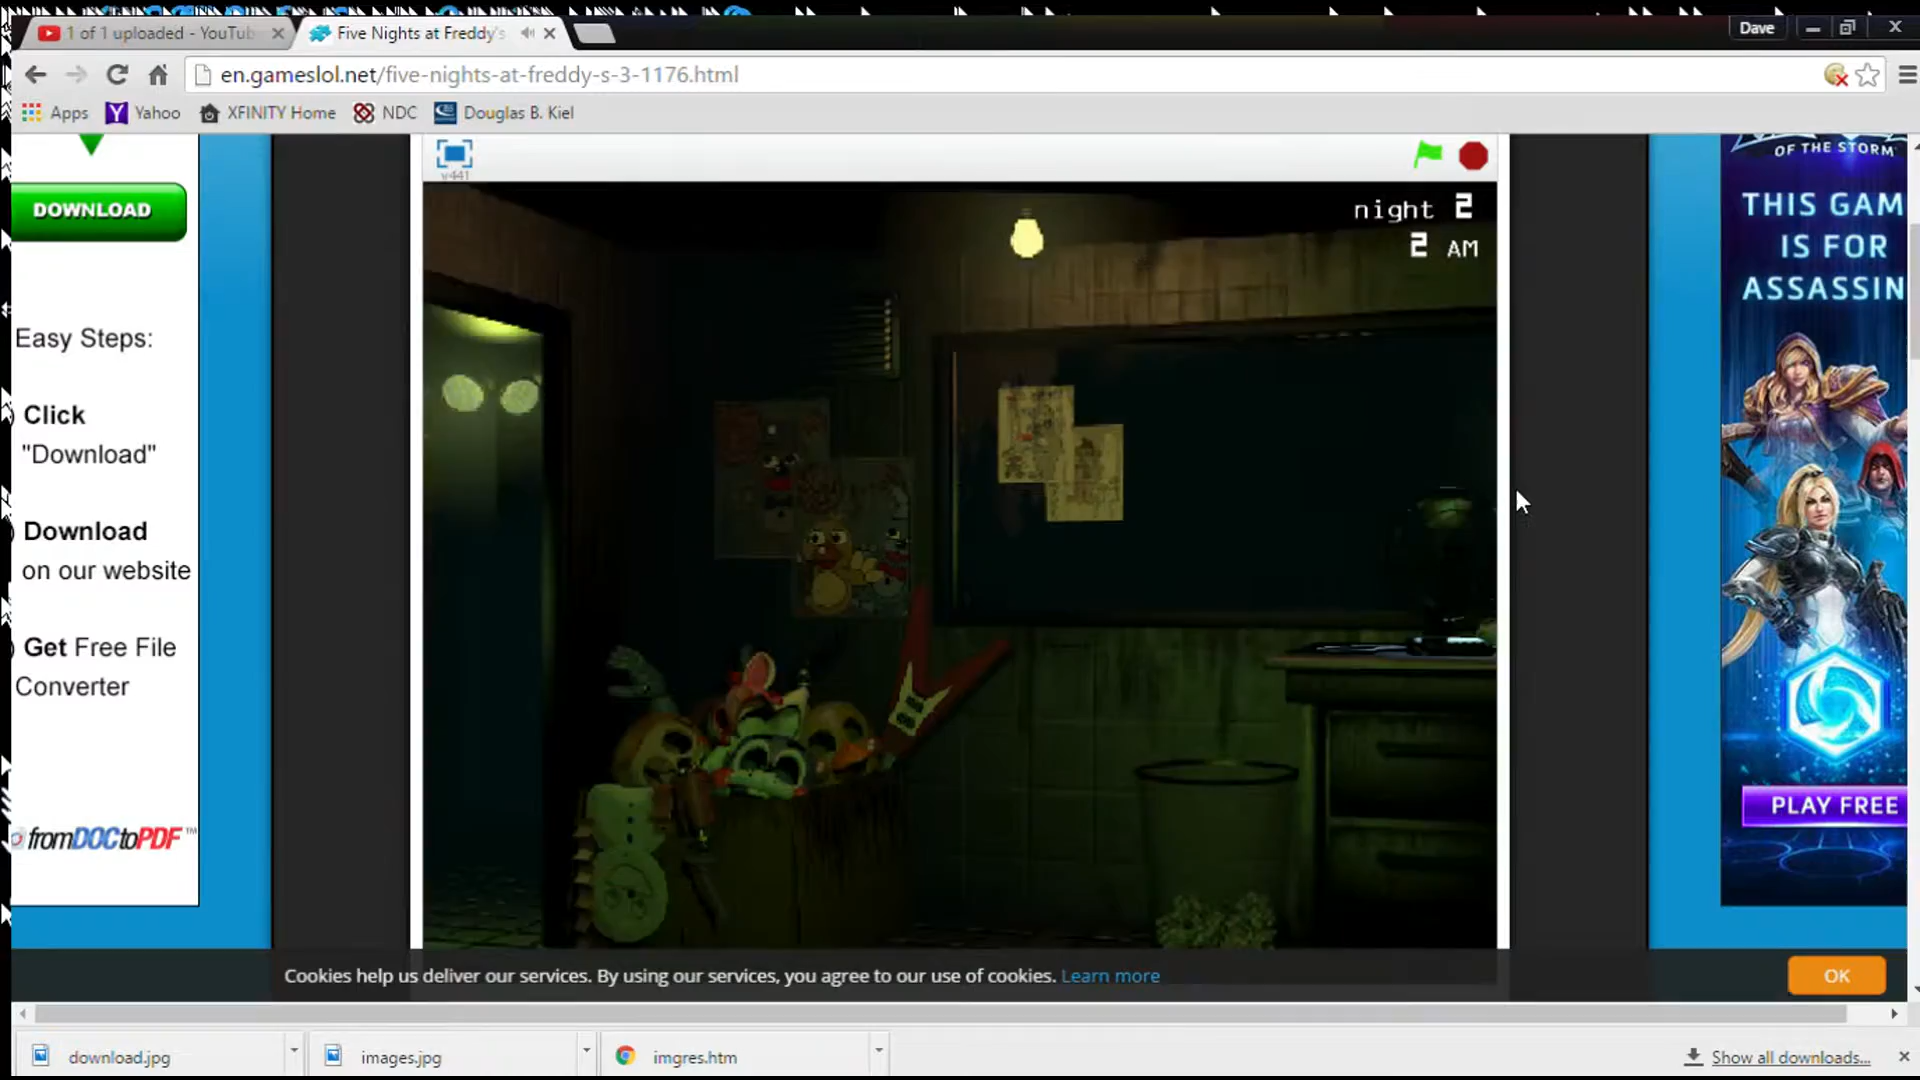 1 of 1 uploaded - YouTub
Five Nights at Freddy's
Dave
en.gameslol.net/five-nights-at-freddy-s-3-1176.html
Apps
Yahoo
XFINITY Home
NDC
Douglas B. Kiel
v441
OF THE STORM
DOWNLOAD
night 2
2 AM
THIS GAM
IS FOR
ASSASSIN
Easy Steps:
Click
"Download"
Download
on our website
Get Free File
Converter
fromDOCtoPDF™
PLAY FREE
Cookies help us deliver our services. By using our services, you agree to our use of cookies. Learn more
OK
download.jpg
images.jpg
imgres.htm
Show all downloads...